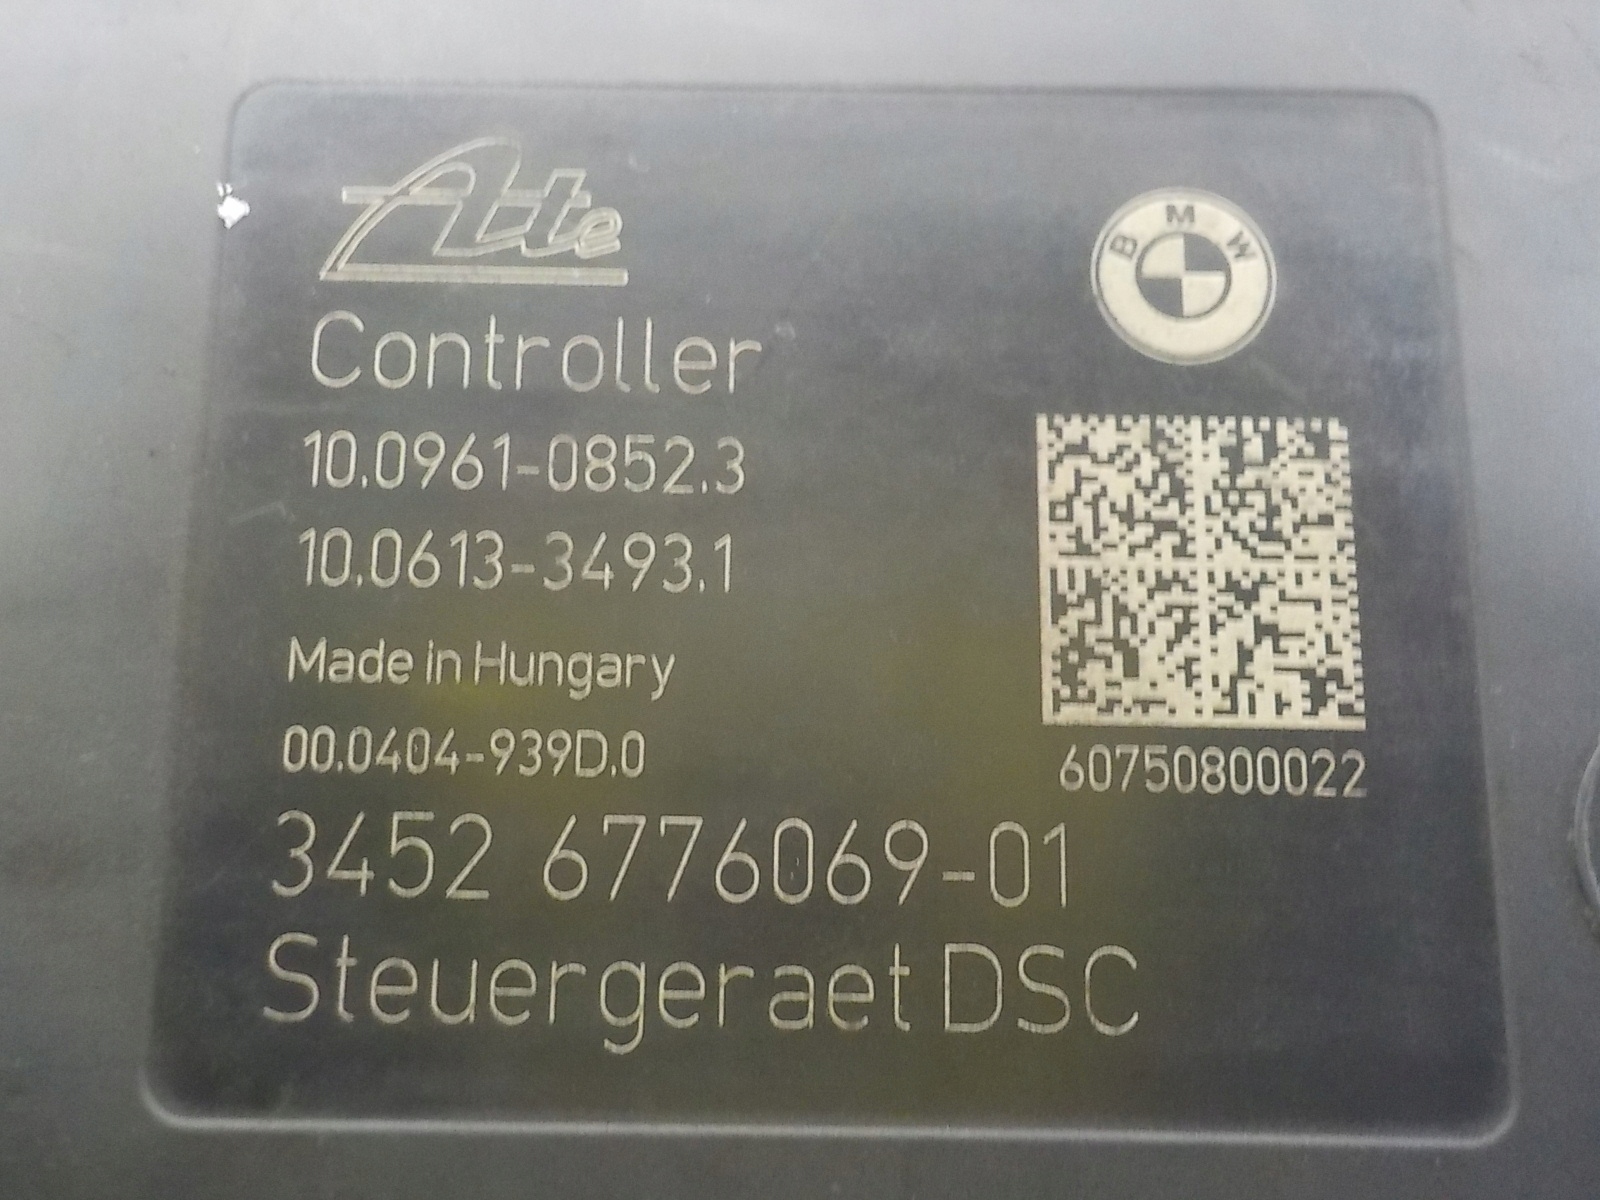 Ate
BMW
Controller
10.0961-0852.3
10.0613-3493.1
Made in Hungary
00.0404-939D.0
60750800022
3452 6776069-01
Steuergeraet DSC